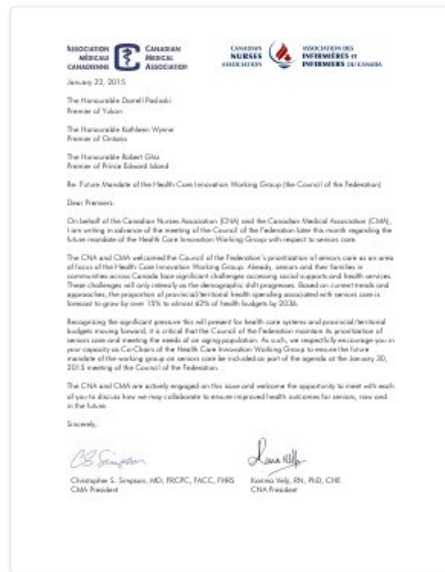 ASSOCIATION MÉDICALE CANADIENNE
CANADIAN MEDICAL ASSOCIATION
CANADIAN NURSES ASSOCIATION
ASSOCIATION DES INFIRMIÈRES ET INFIRMIERS DU CANADA
January 22, 2015
The Honourable Darrell Pasloski
Premier of Yukon
The Honourable Kathleen Wynne
Premier of Ontario
The Honourable Robert Ghiz
Premier of Prince Edward Island
Re: Future Mandate of the Health Care Innovation Working Group (the Council of the Federation)
Dear Premiers:
On behalf of the Canadian Nurses Association (CNA) and the Canadian Medical Association (CMA),
I am writing in advance of the meeting of the Council of the Federation later this month regarding the
future mandate of the Health Care Innovation Working Group with respect to seniors care.
The CNA and CMA welcomed the Council of the Federation's prioritization of seniors care as an area
of focus of the Health Care Innovation Working Group. Already, seniors and their families in
communities across Canada face significant challenges accessing social supports and health services.
These challenges will only intensify as the demographic shift progresses. Based on current trends and
approaches, the proportion of provincial/territorial health spending associated with seniors care is
forecast to grow by over 15% to almost 62% of health budgets by 2036.
Recognizing the significant pressure this will present for health care systems and provincial/territorial
budgets moving forward, it is critical that the Council of the Federation maintain its prioritization of
seniors care and meeting the needs of an aging population. As such, we respectfully encourage you in
your capacity as Co-Chairs of the Health Care Innovation Working Group to ensure the future
mandate of the working group on seniors care be included as part of the agenda at the January 30,
2015 meeting of the Council of the Federation.
The CNA and CMA are actively engaged on this issue and welcome the opportunity to meet with each
of you to discuss how we may collaborate to ensure improved health outcomes for seniors, now and
in the future.
Sincerely,
Christopher S. Simpson, MD, FRCPC, FACC, FHRS
CMA President
Karima Velji, RN, PhD, CHE
CNA President